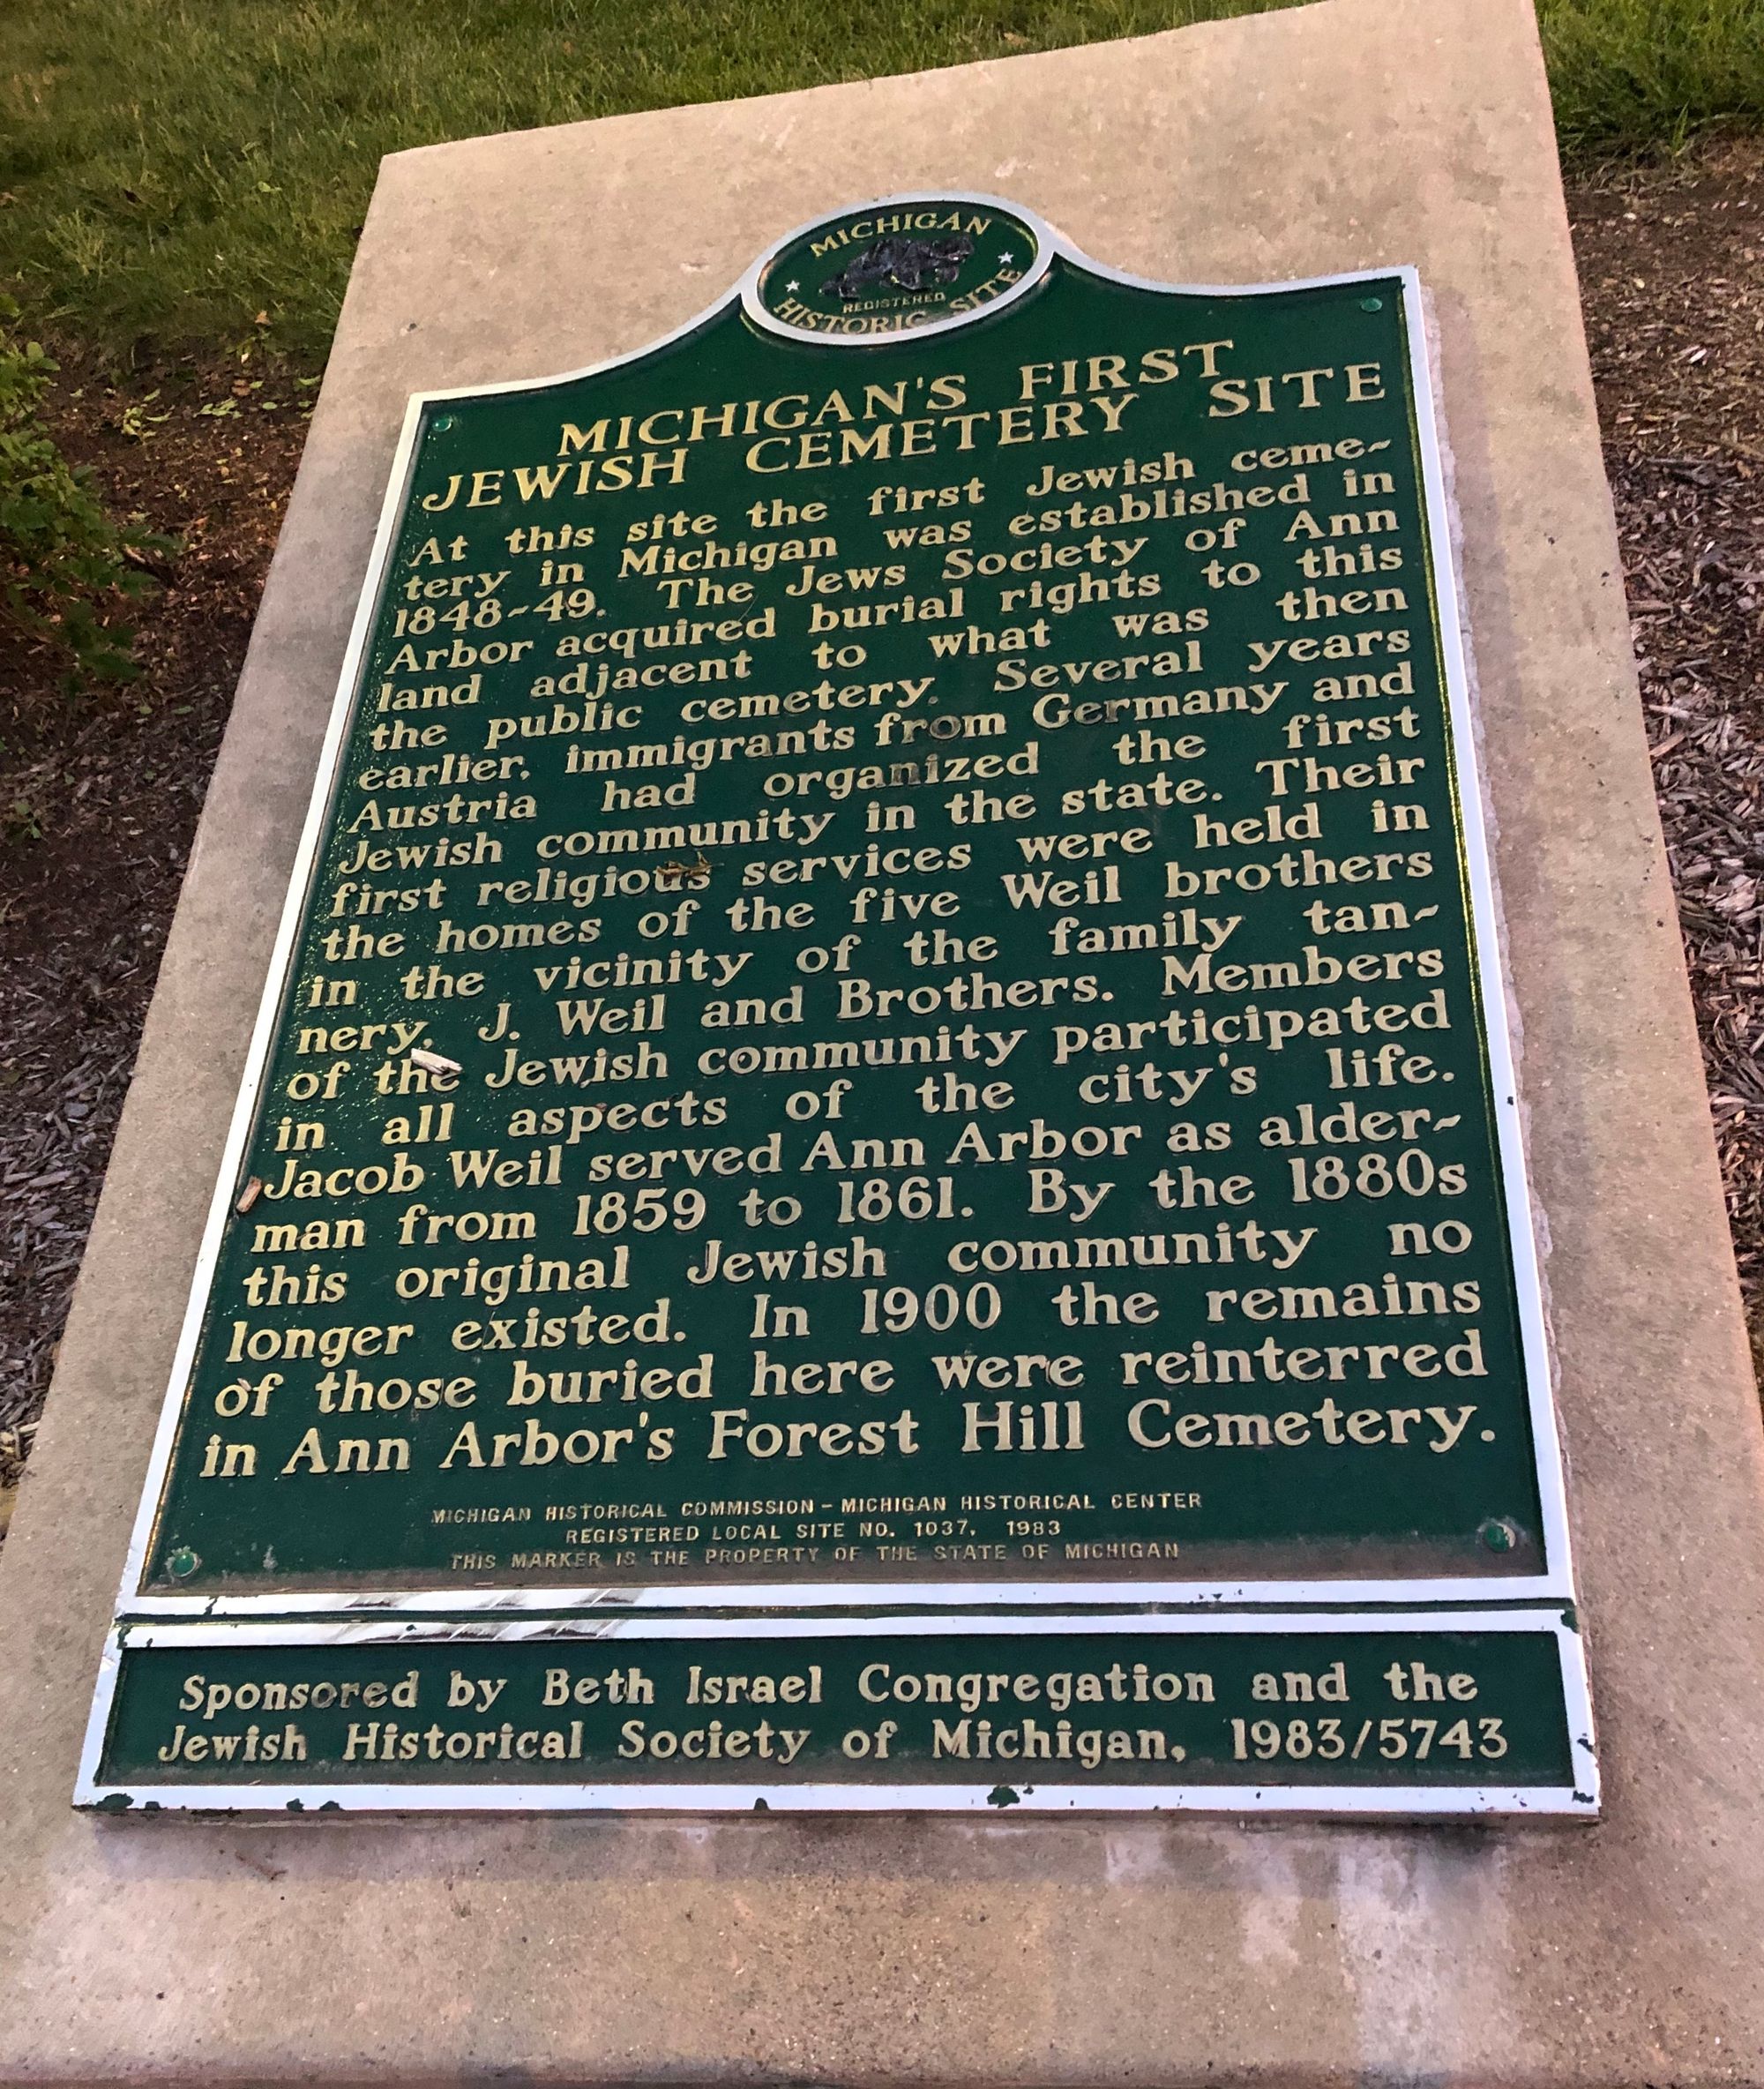 MICHIGAN
REGISTERED
HISTORIC SITE
MICHIGAN'S FIRST
JEWISH CEMETERY SITE
At this site the first Jewish ceme-
tery in Michigan was established in
1848-49. The Jews Society of Ann
Arbor acquired burial rights to this
land adjacent to what was then
the public cemetery. Several years
earlier, immigrants from Germany and
Austria had organized the first
Jewish community in the state. Their
first religious services were held in
the homes of the five Weil brothers
in the vicinity of the family tan-
nery, J. Weil and Brothers. Members
of the Jewish community participated
in all aspects of the city's life.
Jacob Weil served Ann Arbor as alder-
man from 1859 to 1861. By the 1880s
this original Jewish community no
longer existed. In 1900 the remains
of those buried here were reinterred
in Ann Arbor's Forest Hill Cemetery.
MICHIGAN HISTORICAL COMMISSION - MICHIGAN HISTORICAL CENTER
REGISTERED LOCAL SITE NO. 1037, 1983
THIS MARKER IS THE PROPERTY OF THE STATE OF MICHIGAN
Sponsored by Beth Israel Congregation and the
Jewish Historical Society of Michigan, 1983/5743